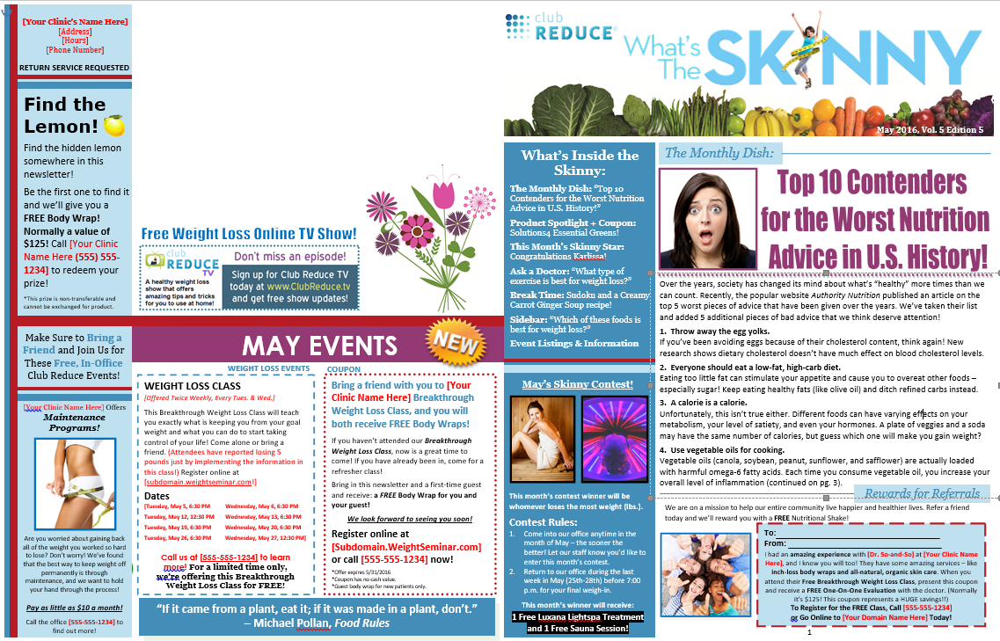 [Your Clinic's Name Here]
[Address]
[Hours]
[Phone Number]
RETURN SERVICE REQUESTED
Find the
Lemon!
Find the hidden lemon
somewhere in this
newsletter!
Be the first one to find it
and we'll give you a
FREE Body Wrap!
Normally a value of
$125! Call [Your Clinic
Name Here (555) 555-
1234] to redeem your
prize!
*This prize is non-transferable and
cannot be exchanged for product.
Free Weight Loss Online TV Show!
club
REDUCE
TV
A healthy weight loss
show that offers
amazing tips and tricks
for you to use at home!
Don't miss an episode!
Sign up for Club Reduce TV
today at www.ClubReduce.tv
and get free show updates!
Make Sure to Bring a
Friend and Join Us for
These Free, In-Office
Club Reduce Events!
MAY EVENTS
NEW
[Your Clinic Name Here] Offers
Maintenance
Programs!
Are you worried about gaining back
all of the weight you worked so hard
to lose? Don't worry! We've found
that the best way to keep weight off
permanently is through
maintenance, and we want to hold
your hand through the process!
Pay as little as $10 a month!
Call the office [555-555-1234] to
find out more!
WEIGHT LOSS EVENTS
WEIGHT LOSS CLASS
[Offered Twice Weekly, Every Tues. & Wed.]
This Breakthrough Weight Loss Class will teach
you exactly what is keeping you from your goal
weight and what you can do to start taking
control of your life! Come alone or bring a
friend. (Attendees have reported losing 5
pounds just by implementing the information in
this class!) Register online at
[subdomain.weightseminar.com!]
Dates
[Tuesday, May 5, 6:30 PM Wednesday, May 6, 6:30 PM
Tuesday, May 12, 12:30 PM Wednesday, May 13, 6:30 PM
Tuesday, May 19, 6:30 PM Wednesday, May 20, 6:30 PM
Tuesday, May 26, 6:30 PM Wednesday, May 27, 12:30 PM]
Call us at [555-555-1234] to learn
more! For a limited time only,
we're offering this Breakthrough
Weight Loss Class for FREE!
COUPON
Bring a friend with you to [Your
Clinic Name Here] Breakthrough
Weight Loss Class, and you will
both receive FREE Body Wraps!
If you haven't attended our Breakthrough
Weight Loss Class, now is a great time to
come! If you have already been in, come for a
refresher class!
Bring in this newsletter and a first-time guest
and receive: a FREE Body Wrap for you and
your guest!
We look forward to seeing you soon!
Register online at
[Subdomain.WeightSeminar.com]
or call [555-555-1234] now!
*Offer expires 5/31/2016
*Coupon has no cash value.
*Guest body wrap for new patients only.
"If it came from a plant, eat it; if it was made in a plant, don't."
– Michael Pollan, Food Rules
club
REDUCE
What's
The SKINNY
May 2016, Vol. 5 Edition 5
What's Inside the
Skinny:
The Monthly Dish: "Top 10
Contenders for the Worst Nutrition
Advice in U.S. History!"
Product Spotlight + Coupon:
Solutions4 Essential Greens!
This Month's Skinny Star:
Congratulations Karlissa!
Ask a Doctor: "What type of
exercise is best for weight loss?"
Break Time: Sudoku and a Creamy
Carrot Ginger Soup recipe!
Sidebar: "Which of these foods is
best for weight loss?"
Event Listings & Information
May's Skinny Contest!
This month's contest winner will be
whomever loses the most weight (lbs.).
Contest Rules:
1. Come into our office anytime in the
month of May – the sooner the
better! Let our staff know you'd like to
enter this month's contest.
2. Return to our office during the last
week in May (25th-28th) before 7:00
p.m. for your final weigh-in.
This month's winner will receive:
1 Free Luxana Lightspa Treatment
and 1 Free Sauna Session!
The Monthly Dish:
Top 10 Contenders
for the Worst Nutrition
Advice in U.S. History!
Over the years, society has changed its mind about what's "healthy" more times than we
can count. Recently, the popular website Authority Nutrition published an article on the
top 5 worst pieces of advice that have been given over the years. We've taken their list
and added 5 additional pieces of bad advice that we think deserve attention!
1. Throw away the egg yolks.
If you've been avoiding eggs because of their cholesterol content, think again! New
research shows dietary cholesterol doesn't have much effect on blood cholesterol levels.
2. Everyone should eat a low-fat, high-carb diet.
Eating too little fat can stimulate your appetite and cause you to overeat other foods –
especially sugar! Keep eating healthy fats (like olive oil) and ditch refined carbs instead.
3. A calorie is a calorie.
Unfortunately, this isn't true either. Different foods can have varying effects on your
metabolism, your level of satiety, and even your hormones. A plate of veggies and a soda
may have the same number of calories, but guess which one will make you gain weight?
4. Use vegetable oils for cooking.
Vegetable oils (canola, soybean, peanut, sunflower, and safflower) are actually loaded
with harmful omega-6 fatty acids. Each time you consume vegetable oil, you increase your
overall level of inflammation (continued on pg. 3).
Rewards for Referrals
We are on a mission to help our entire community live happier and healthier lives. Refer a friend
today and we'll reward you with a FREE Nutritional Shake!
To:
From:
I had an amazing experience with [Dr. So-and-So] at [Your Clinic Name
Here], and I know you will too! They have some amazing services – like
inch-loss body wraps and all-natural, organic skin care. When you
attend their Free Breakthrough Weight Loss Class, present this coupon
and receive a FREE One-On-One Evaluation with the doctor. (Normally
it's $125! This coupon represents a HUGE savings!!)
To Register for the FREE Class, Call [555-555-1234]
or Go Online to [Your Domain Name Here] Today!
1